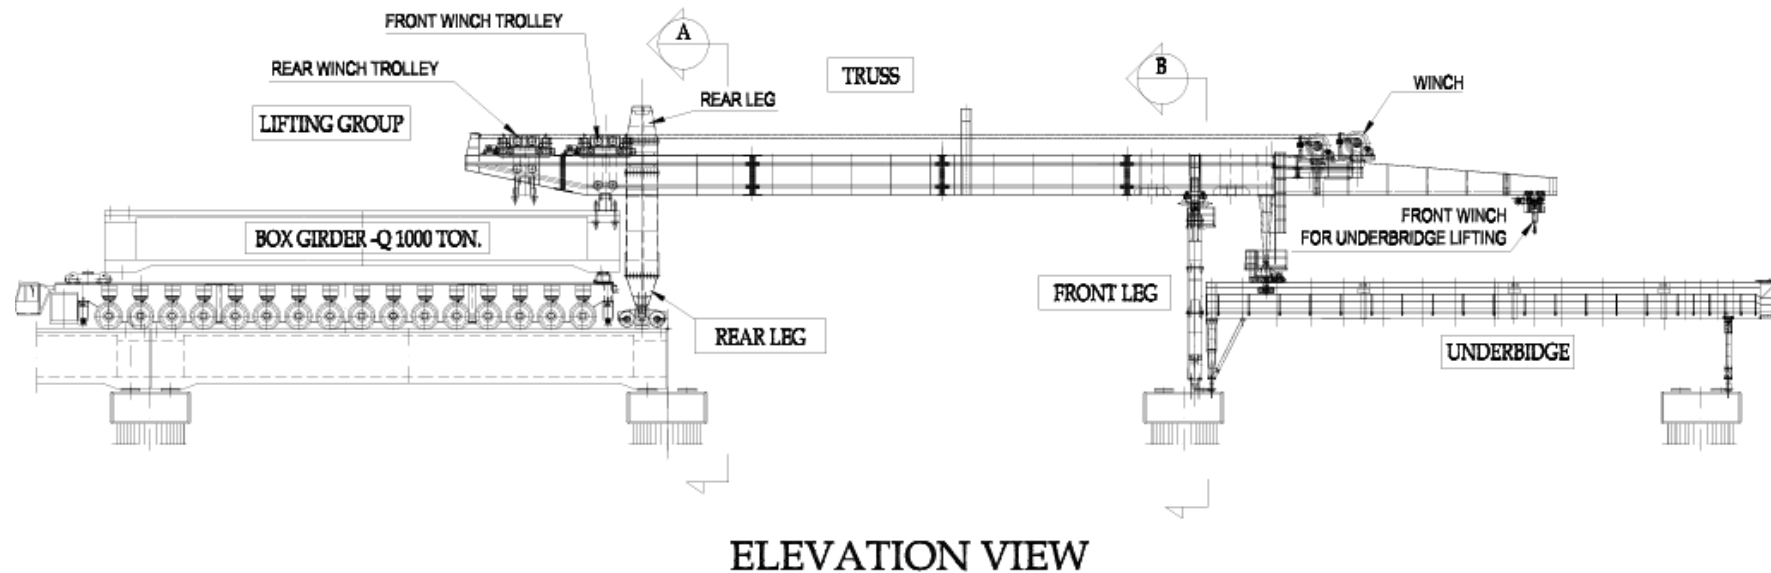 FRONT WINCH TROLLEY
A
REAR WINCH TROLLEY
TRUSS
B
WINCH
REAR LEG
LIFTING GROUP
FRONT WINCH
FOR UNDERBRIDGE LIFTING
BOX GIRDER -Q 1000 TON.
FRONT LEG
REAR LEG
UNDERBIDGE
ELEVATION VIEW